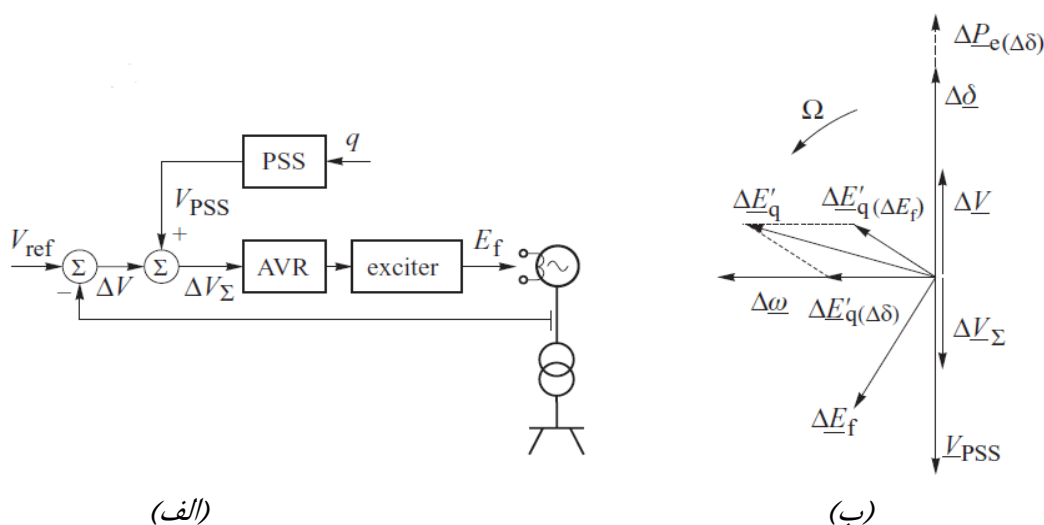 PSS
q
V_PSS
+
V_ref
Σ
−
ΔV
Σ
ΔV_Σ
AVR
exciter
E_f
(الف)
ΔP_e(Δδ)
Δδ
Ω
ΔE'_q
ΔE'_q(ΔE_f)
ΔV
Δω
ΔE'_q(Δδ)
ΔV_Σ
ΔE_f
V_PSS
(ب)